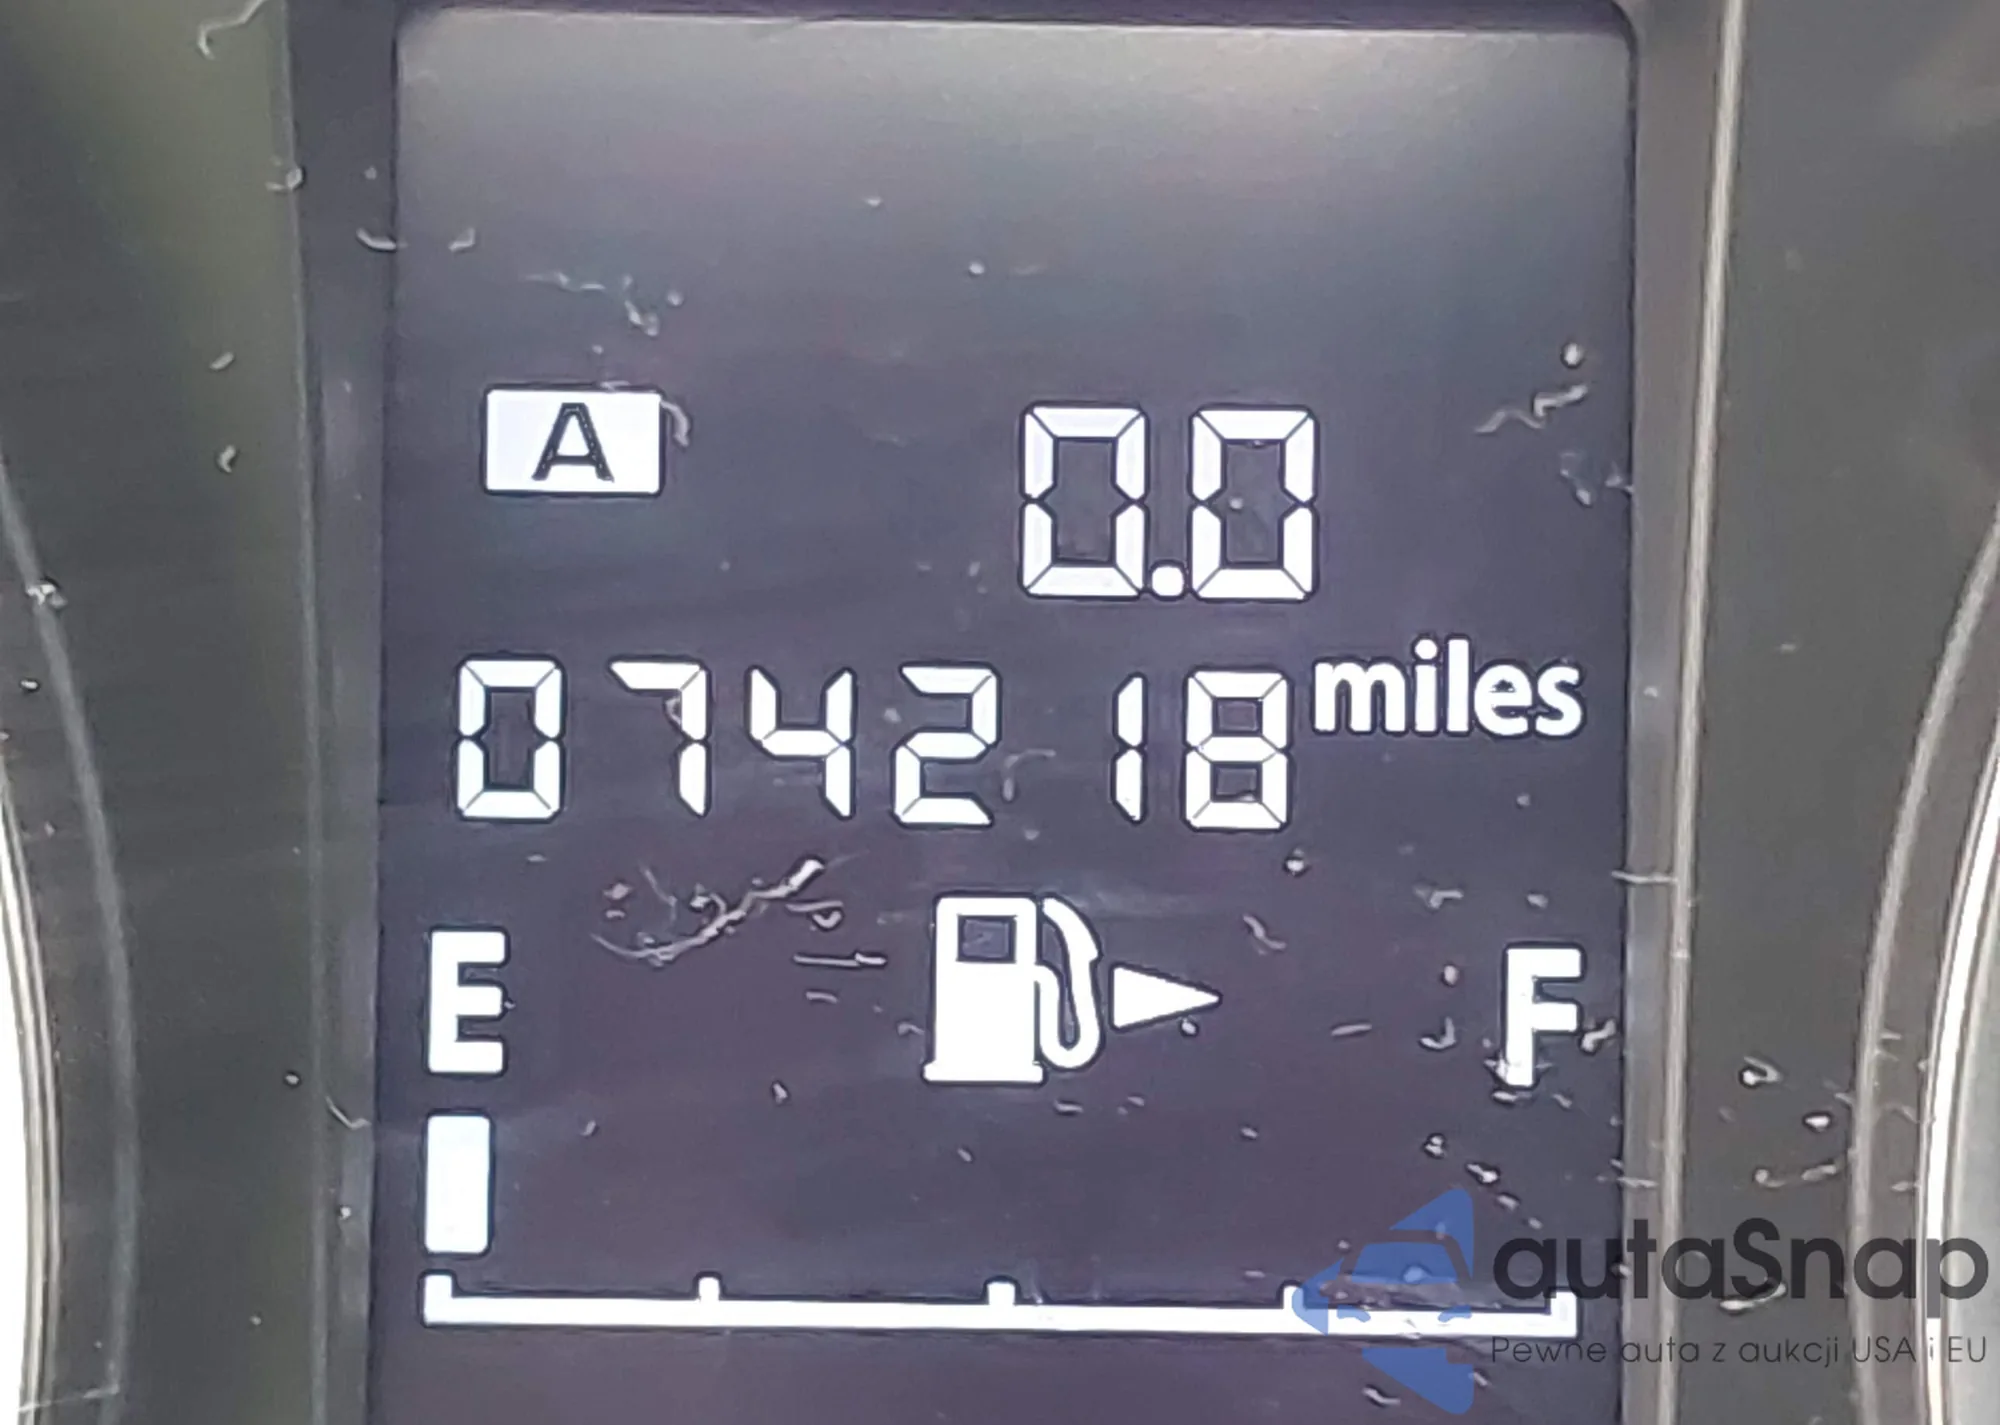 A 0.0
074218 miles
E F
autaSnap
Pewne auta z aukcji USA i EU